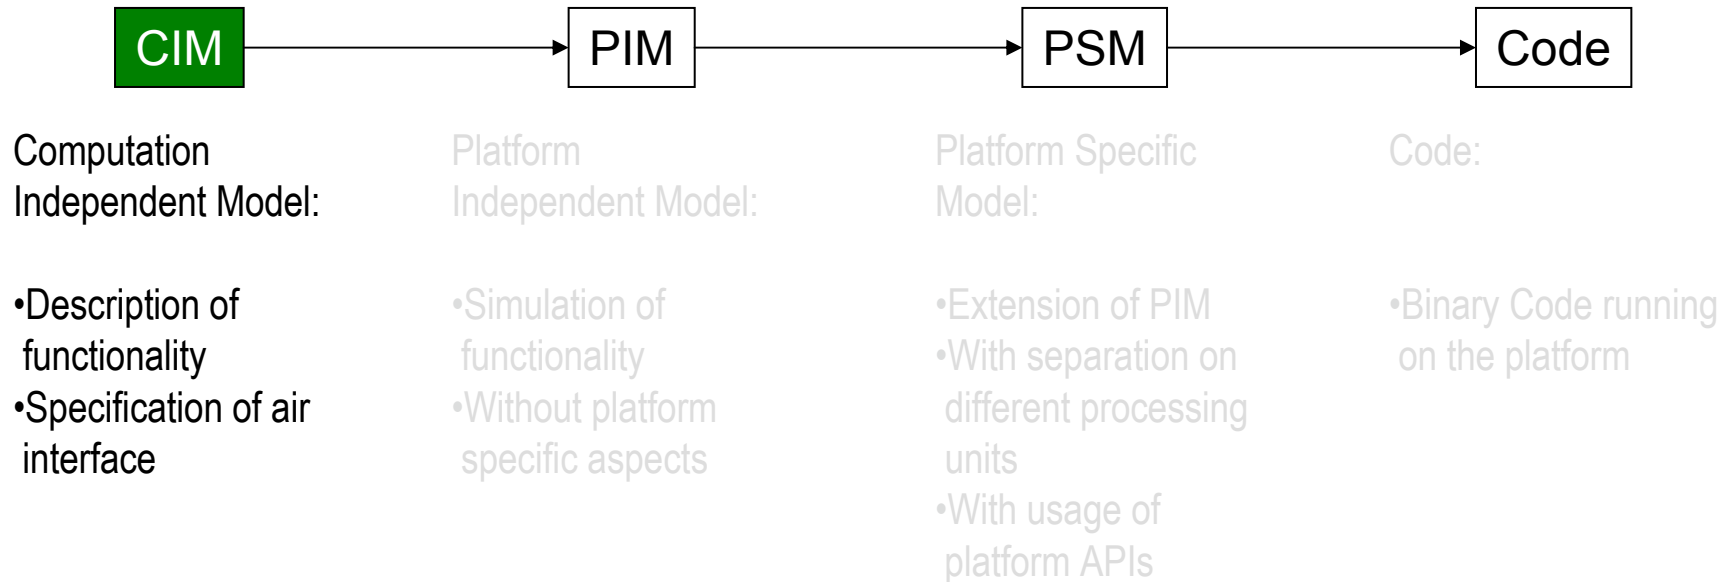 CIM
PIM
PSM
Code
Computation
Independent Model:
•Description of
functionality
•Specification of air
interface
Platform
Independent Model:
•Simulation of
functionality
•Without platform
specific aspects
Platform Specific
Model:
•Extension of PIM
•With separation on
different processing
units
•With usage of
platform APIs
Code:
•Binary Code running
on the platform